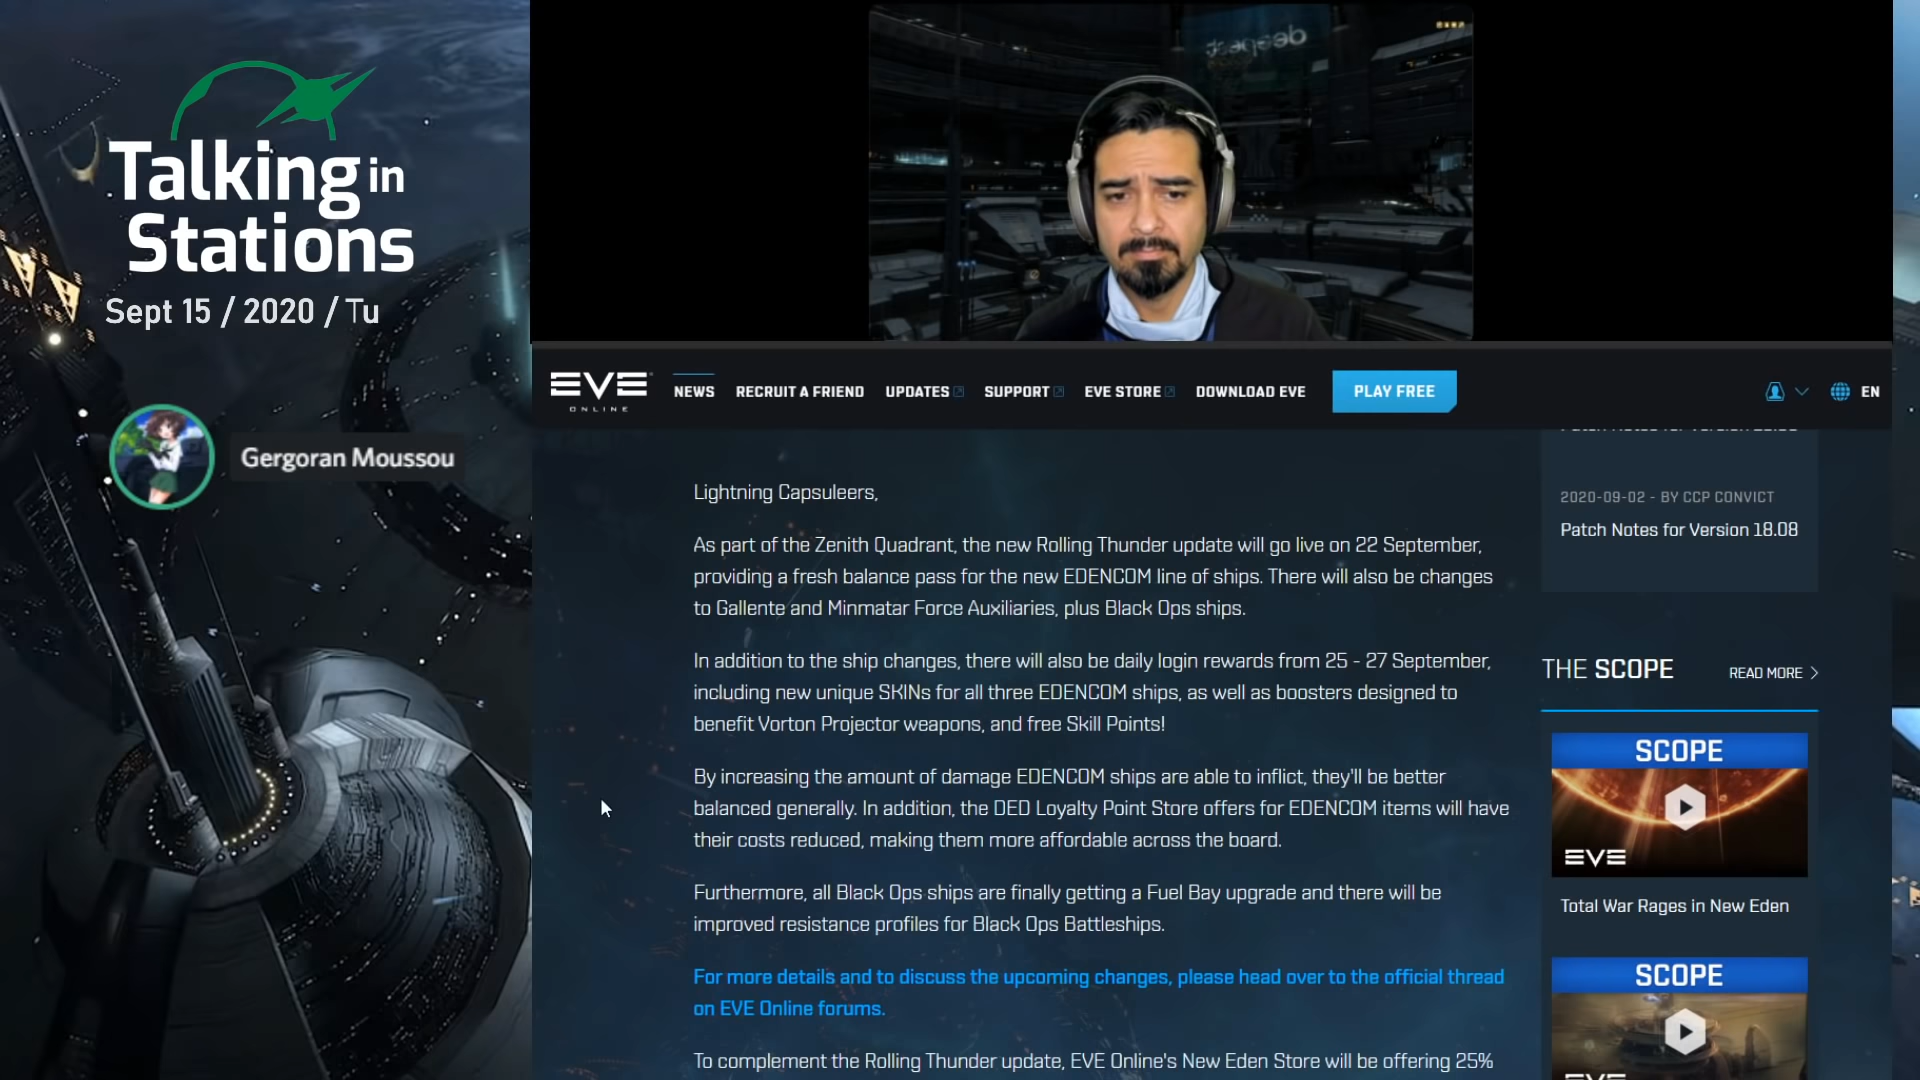 Talking in
Stations
Sept 15 / 2020 / Tu
Gergoran Moussou
EVE
ONLINE
NEWS
RECRUIT A FRIEND
UPDATES
SUPPORT
EVE STORE
DOWNLOAD EVE
PLAY FREE
EN
Lightning Capsuleers,
As part of the Zenith Quadrant, the new Rolling Thunder update will go live on 22 September,
providing a fresh balance pass for the new EDENCOM line of ships. There will also be changes
to Gallente and Minmatar Force Auxiliaries, plus Black Ops ships.
In addition to the ship changes, there will also be daily login rewards from 25 - 27 September,
including new unique SKINs for all three EDENCOM ships, as well as boosters designed to
benefit Vorton Projector weapons, and free Skill Points!
By increasing the amount of damage EDENCOM ships are able to inflict, they'll be better
balanced generally. In addition, the DED Loyalty Point Store offers for EDENCOM items will have
their costs reduced, making them more affordable across the board.
Furthermore, all Black Ops ships are finally getting a Fuel Bay upgrade and there will be
improved resistance profiles for Black Ops Battleships.
For more details and to discuss the upcoming changes, please head over to the official thread
on EVE Online forums.
To complement the Rolling Thunder update, EVE Online's New Eden Store will be offering 25%
2020-09-02 - BY CCP CONVICT
Patch Notes for Version 18.08
THE SCOPE
READ MORE
SCOPE
EVE
Total War Rages in New Eden
SCOPE
EVE